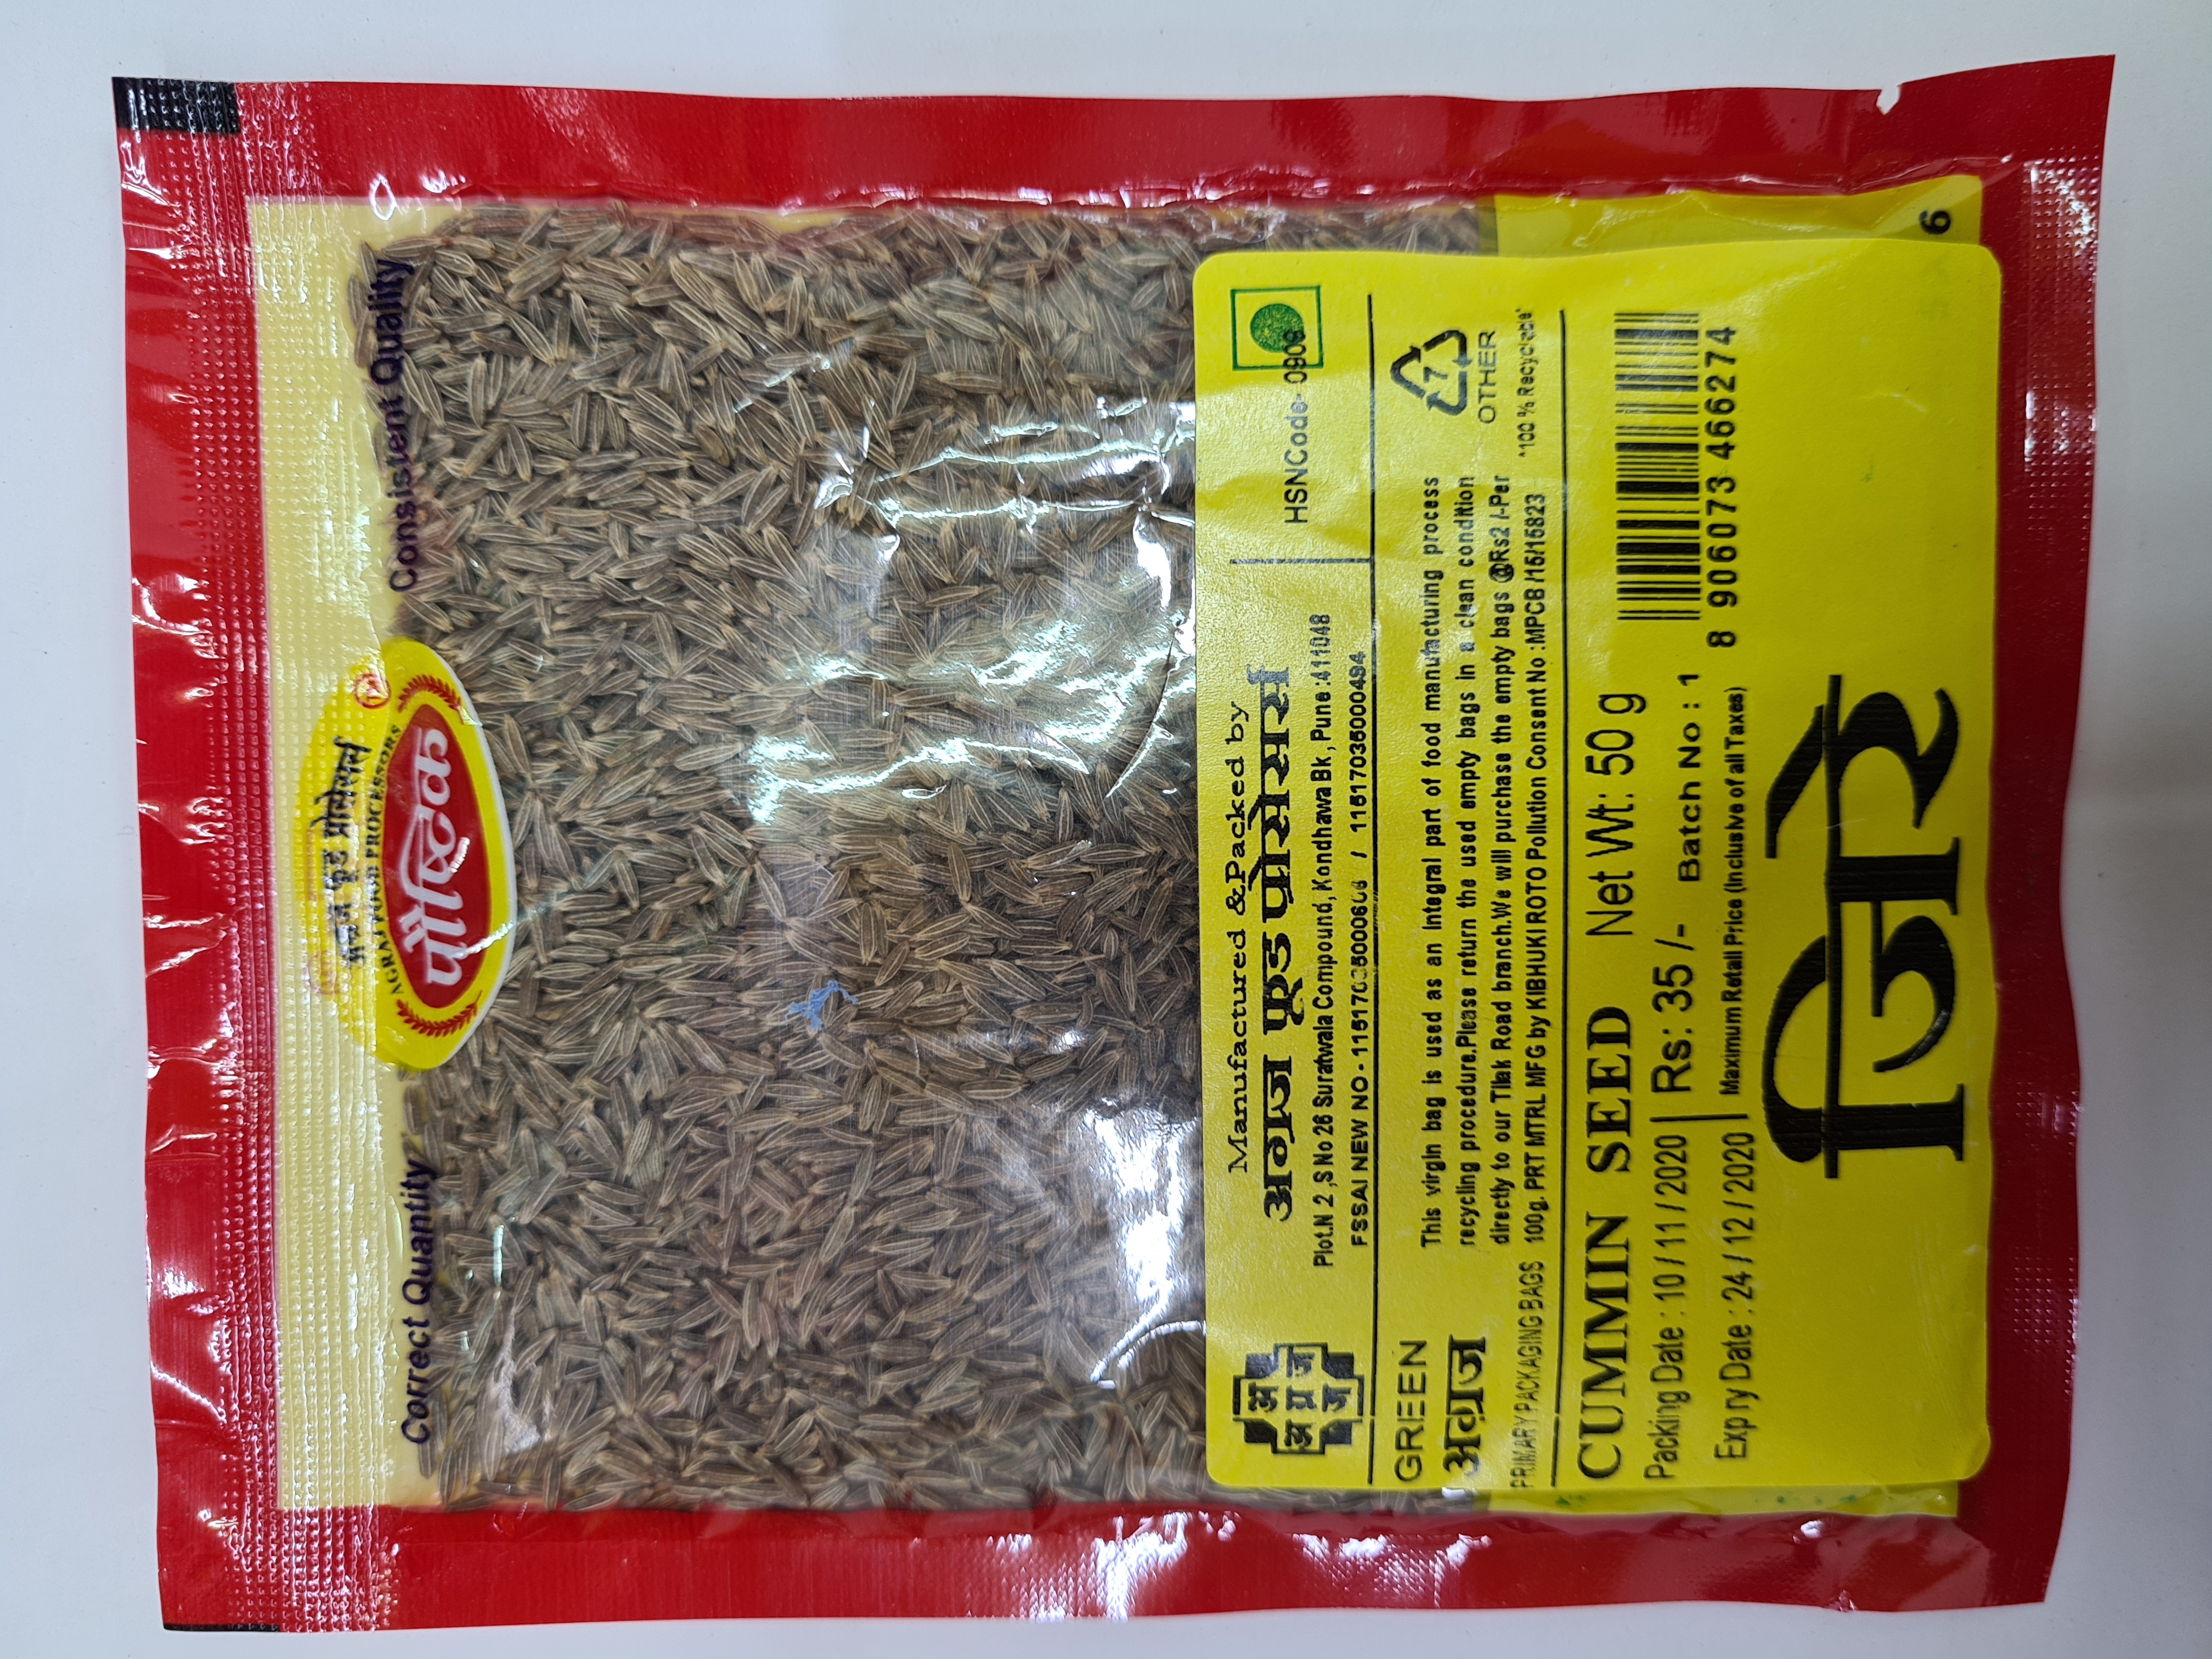 अग्रज फूड प्रोसेसर्स
AGRAJ FOOD PROCESSORS
TM
पौष्टिक
Correct Quantity
Consistent Quality
Manufactured &Packed by
अग्रज फूड प्रोसेसर्स
Plot.N 2 ,S No 26 Suratwala Compound, Kondhawa Bk , Pune :411048
FSSAI NEW NO - / 11517035000494
अ
अ ग्र ज
ज
HSNCode-
GREEN
अग्रज
PRIMARY PACKAGING BAGS
This virgin bag is used as an Integral part of food manufacturing process
recycling procedure.Please return the used empty bags in a clean condition
directly to our Tilak Road branch.We will purchase the empty bags @Rs2 /-Per
100g. PRT MTRL MFG by KIBHUKI ROTO Pollution Consent No :MPCB /15/15823
7
OTHER
"100 % Recyclable"
CUMMIN SEED Net Wt: 50 g
Packing Date : 10 / 11 / 2020
Expiry Date : 24 / 12 / 2020
Rs: 35 /- Batch No : 1
Maximum Retail Price (Inclusive of all Taxes)
8 906073 466274
जिरे
6